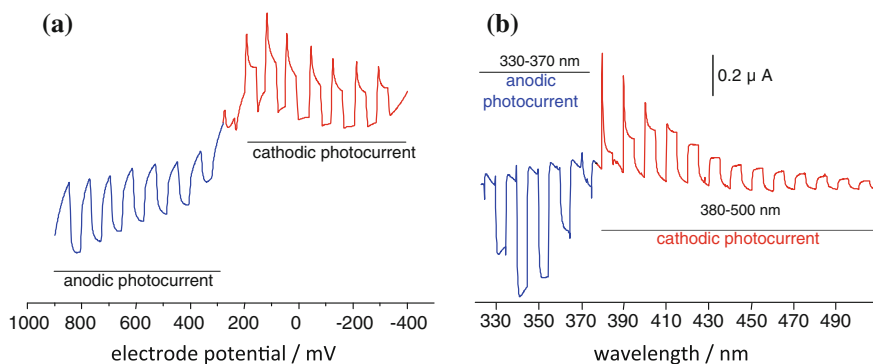 (a)
cathodic photocurrent
anodic photocurrent
1000 800 600 400 200 0 -200 -400
electrode potential / mV
(b)
330-370 nm
anodic
photocurrent
0.2 µ A
380-500 nm
cathodic photocurrent
330 350 370 390 410 430 450 470 490
wavelength / nm